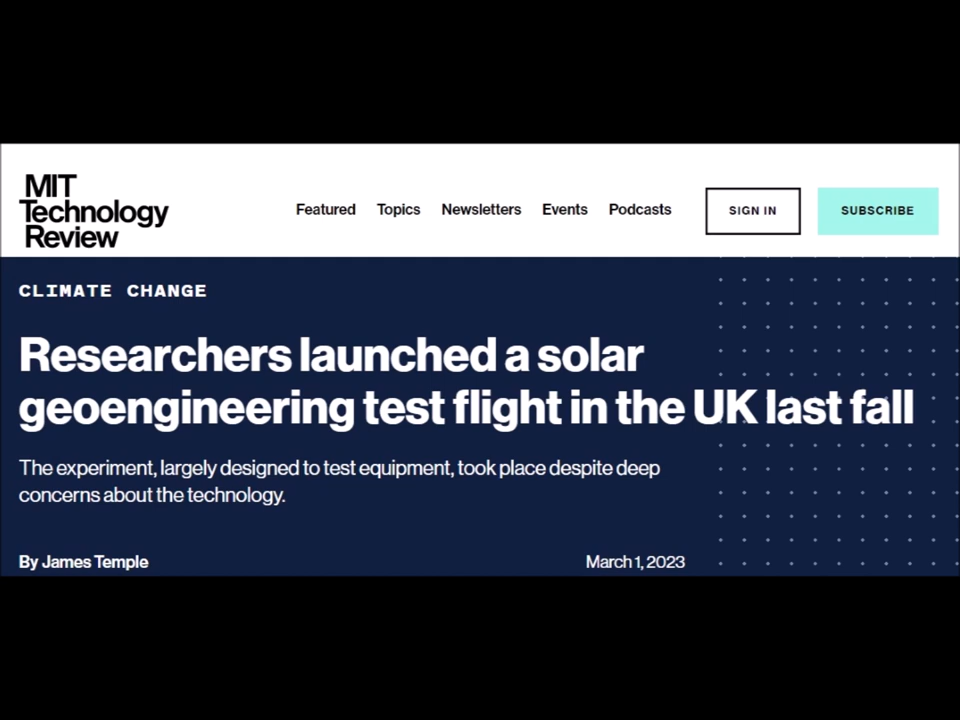 MIT
Technology
Review
Featured Topics Newsletters Events Podcasts SIGN IN SUBSCRIBE
CLIMATE CHANGE
Researchers launched a solar
geoengineering test flight in the UK last fall
The experiment, largely designed to test equipment, took place despite deep
concerns about the technology.
By James Temple March 1, 2023